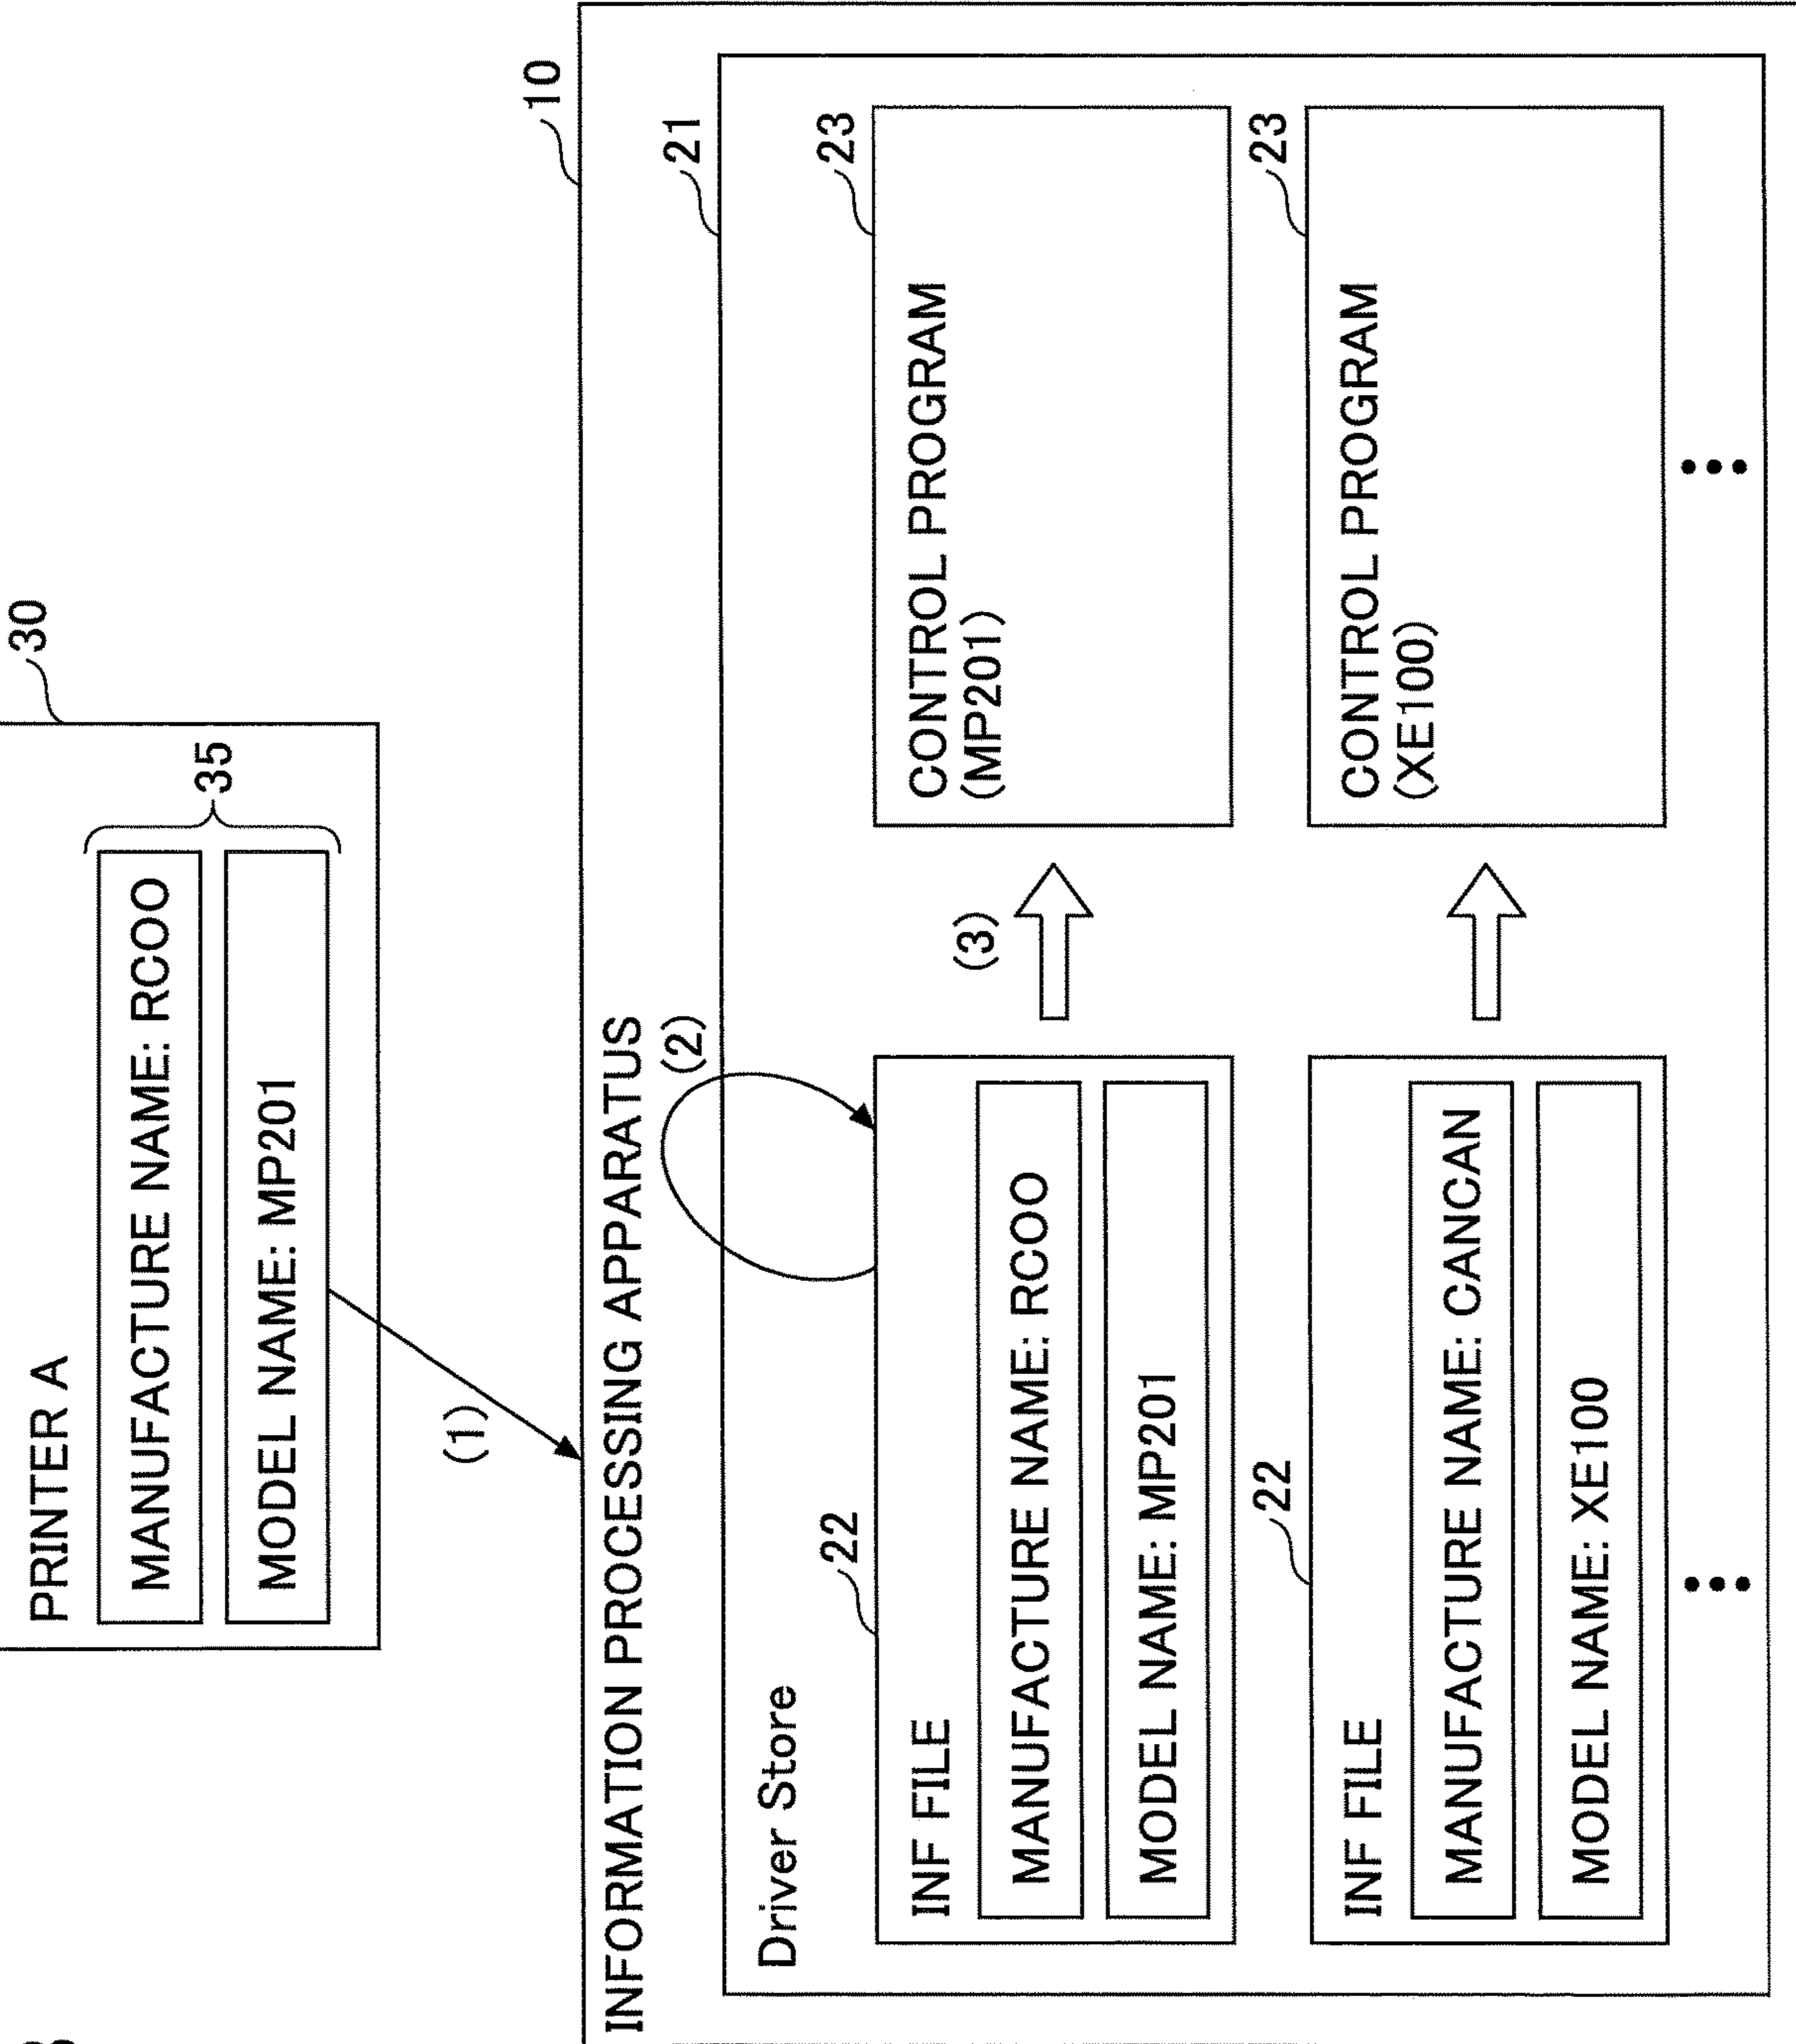 30
PRINTER A
MANUFACTURE NAME: RCOO
MODEL NAME: MP201
35
(1)
10
INFORMATION PROCESSING APPARATUS
(2)
21
Driver Store
22
INF FILE
MANUFACTURE NAME: RCOO
MODEL NAME: MP201
(3)
23
CONTROL PROGRAM
(MP201)
22
INF FILE
MANUFACTURE NAME: CANCAN
MODEL NAME: XE100
23
CONTROL PROGRAM
(XE100)